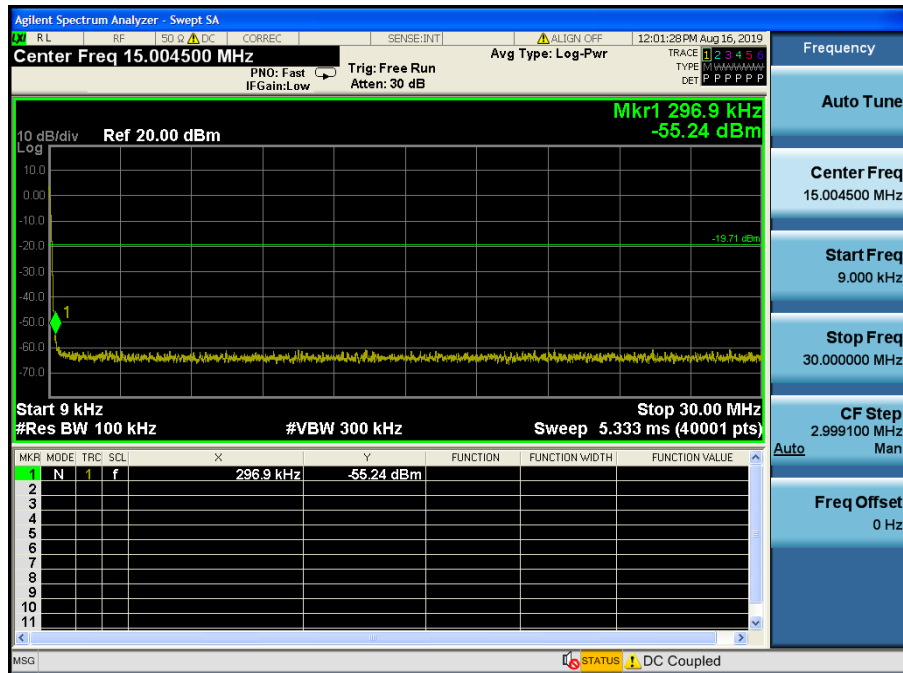 Agilent Spectrum Analyzer - Swept SA
LXI RL RF 50 Ω DC CORREC SENSE:INT ALIGN OFF 12:01:28 PM Aug 16, 2019
Center Freq 15.004500 MHz
PNO: Fast
IFGain:Low
Trig: Free Run
Atten: 30 dB
Avg Type: Log-Pwr
TRACE 1 2 3 4 5 6
TYPE M WWWWW
DET P P P P P P
Frequency
Auto Tune
Center Freq
15.004500 MHz
Start Freq
9.000 kHz
Stop Freq
30.000000 MHz
CF Step
2.999100 MHz
Auto Man
Freq Offset
0 Hz
Mkr1 296.9 kHz
-55.24 dBm
10 dB/div Ref 20.00 dBm
Log
10.0
0.00
-10.0
-20.0
-30.0
-40.0
-50.0
-60.0
-70.0
-19.71 dBm
1
Start 9 kHz Stop 30.00 MHz
#Res BW 100 kHz #VBW 300 kHz Sweep 5.333 ms (40001 pts)
MKR MODE TRC SCL X Y FUNCTION FUNCTION WIDTH FUNCTION VALUE
1 N 1 f 296.9 kHz -55.24 dBm
2
3
4
5
6
7
8
9
10
11
MSG STATUS DC Coupled